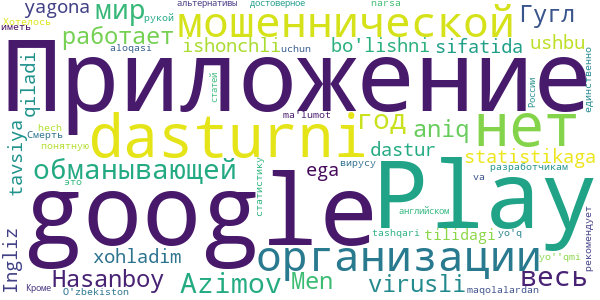 yagona мир мошеннической альтернативы достоверное narsa
Хотелось рукой Гугл
иметь работает ishonchli bo'lishni sifatida ushbu
aloqasi uchun
Приложение
qiladi статей России единственно
ma'lumot год aniq нет
hech dasturni
Смерть
понятную dastur statistikaga
tavsiya обманывающей ega вирусу разработчикам
это статистику va
google Play
английском рекомендует
Ingliz xohladim tashqari tilidagi yo'q
организации yo''qmi
Hasanboy Azimov Men virusli весь
Кроме O'zbekiston maqolalardan